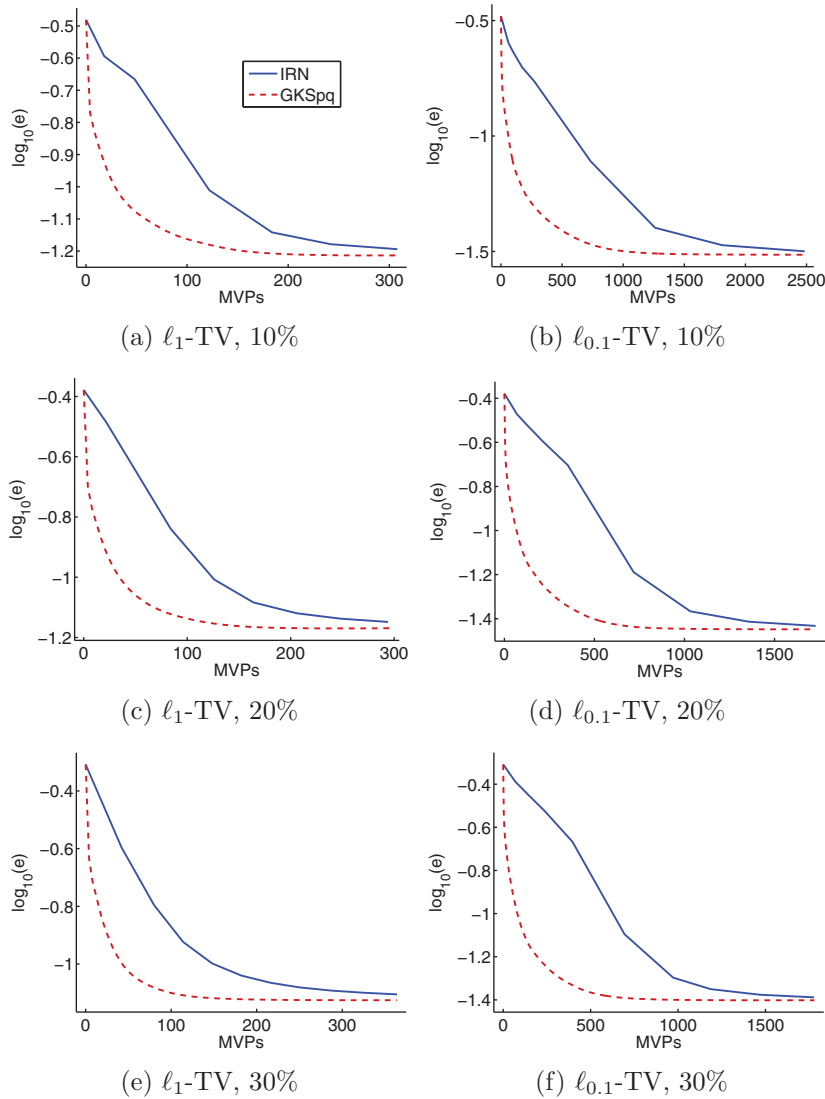 −0.5
−0.6
−0.7
−0.8
−0.9
−1
−1.1
−1.2
log10(e)
0 100 200 300
MVPs
IRN
GKSpq
(a) ℓ1-TV, 10%
−0.5
−1
−1.5
log10(e)
0 500 1000 1500 2000 2500
MVPs
(b) ℓ0.1-TV, 10%
−0.4
−0.6
−0.8
−1
−1.2
log10(e)
0 100 200 300
MVPs
(c) ℓ1-TV, 20%
−0.4
−0.6
−0.8
−1
−1.2
−1.4
log10(e)
0 500 1000 1500
MVPs
(d) ℓ0.1-TV, 20%
−0.4
−0.6
−0.8
−1
log10(e)
0 100 200 300
MVPs
(e) ℓ1-TV, 30%
−0.4
−0.6
−0.8
−1
−1.2
−1.4
log10(e)
0 500 1000 1500
MVPs
(f) ℓ0.1-TV, 30%